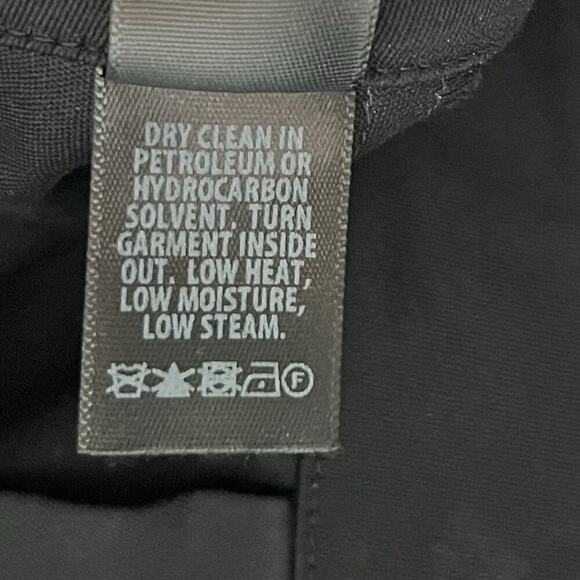 DRY CLEAN IN
PETROLEUM OR
HYDROCARBON
SOLVENT. TURN
GARMENT INSIDE
OUT. LOW HEAT,
LOW MOISTURE,
LOW STEAM.
F